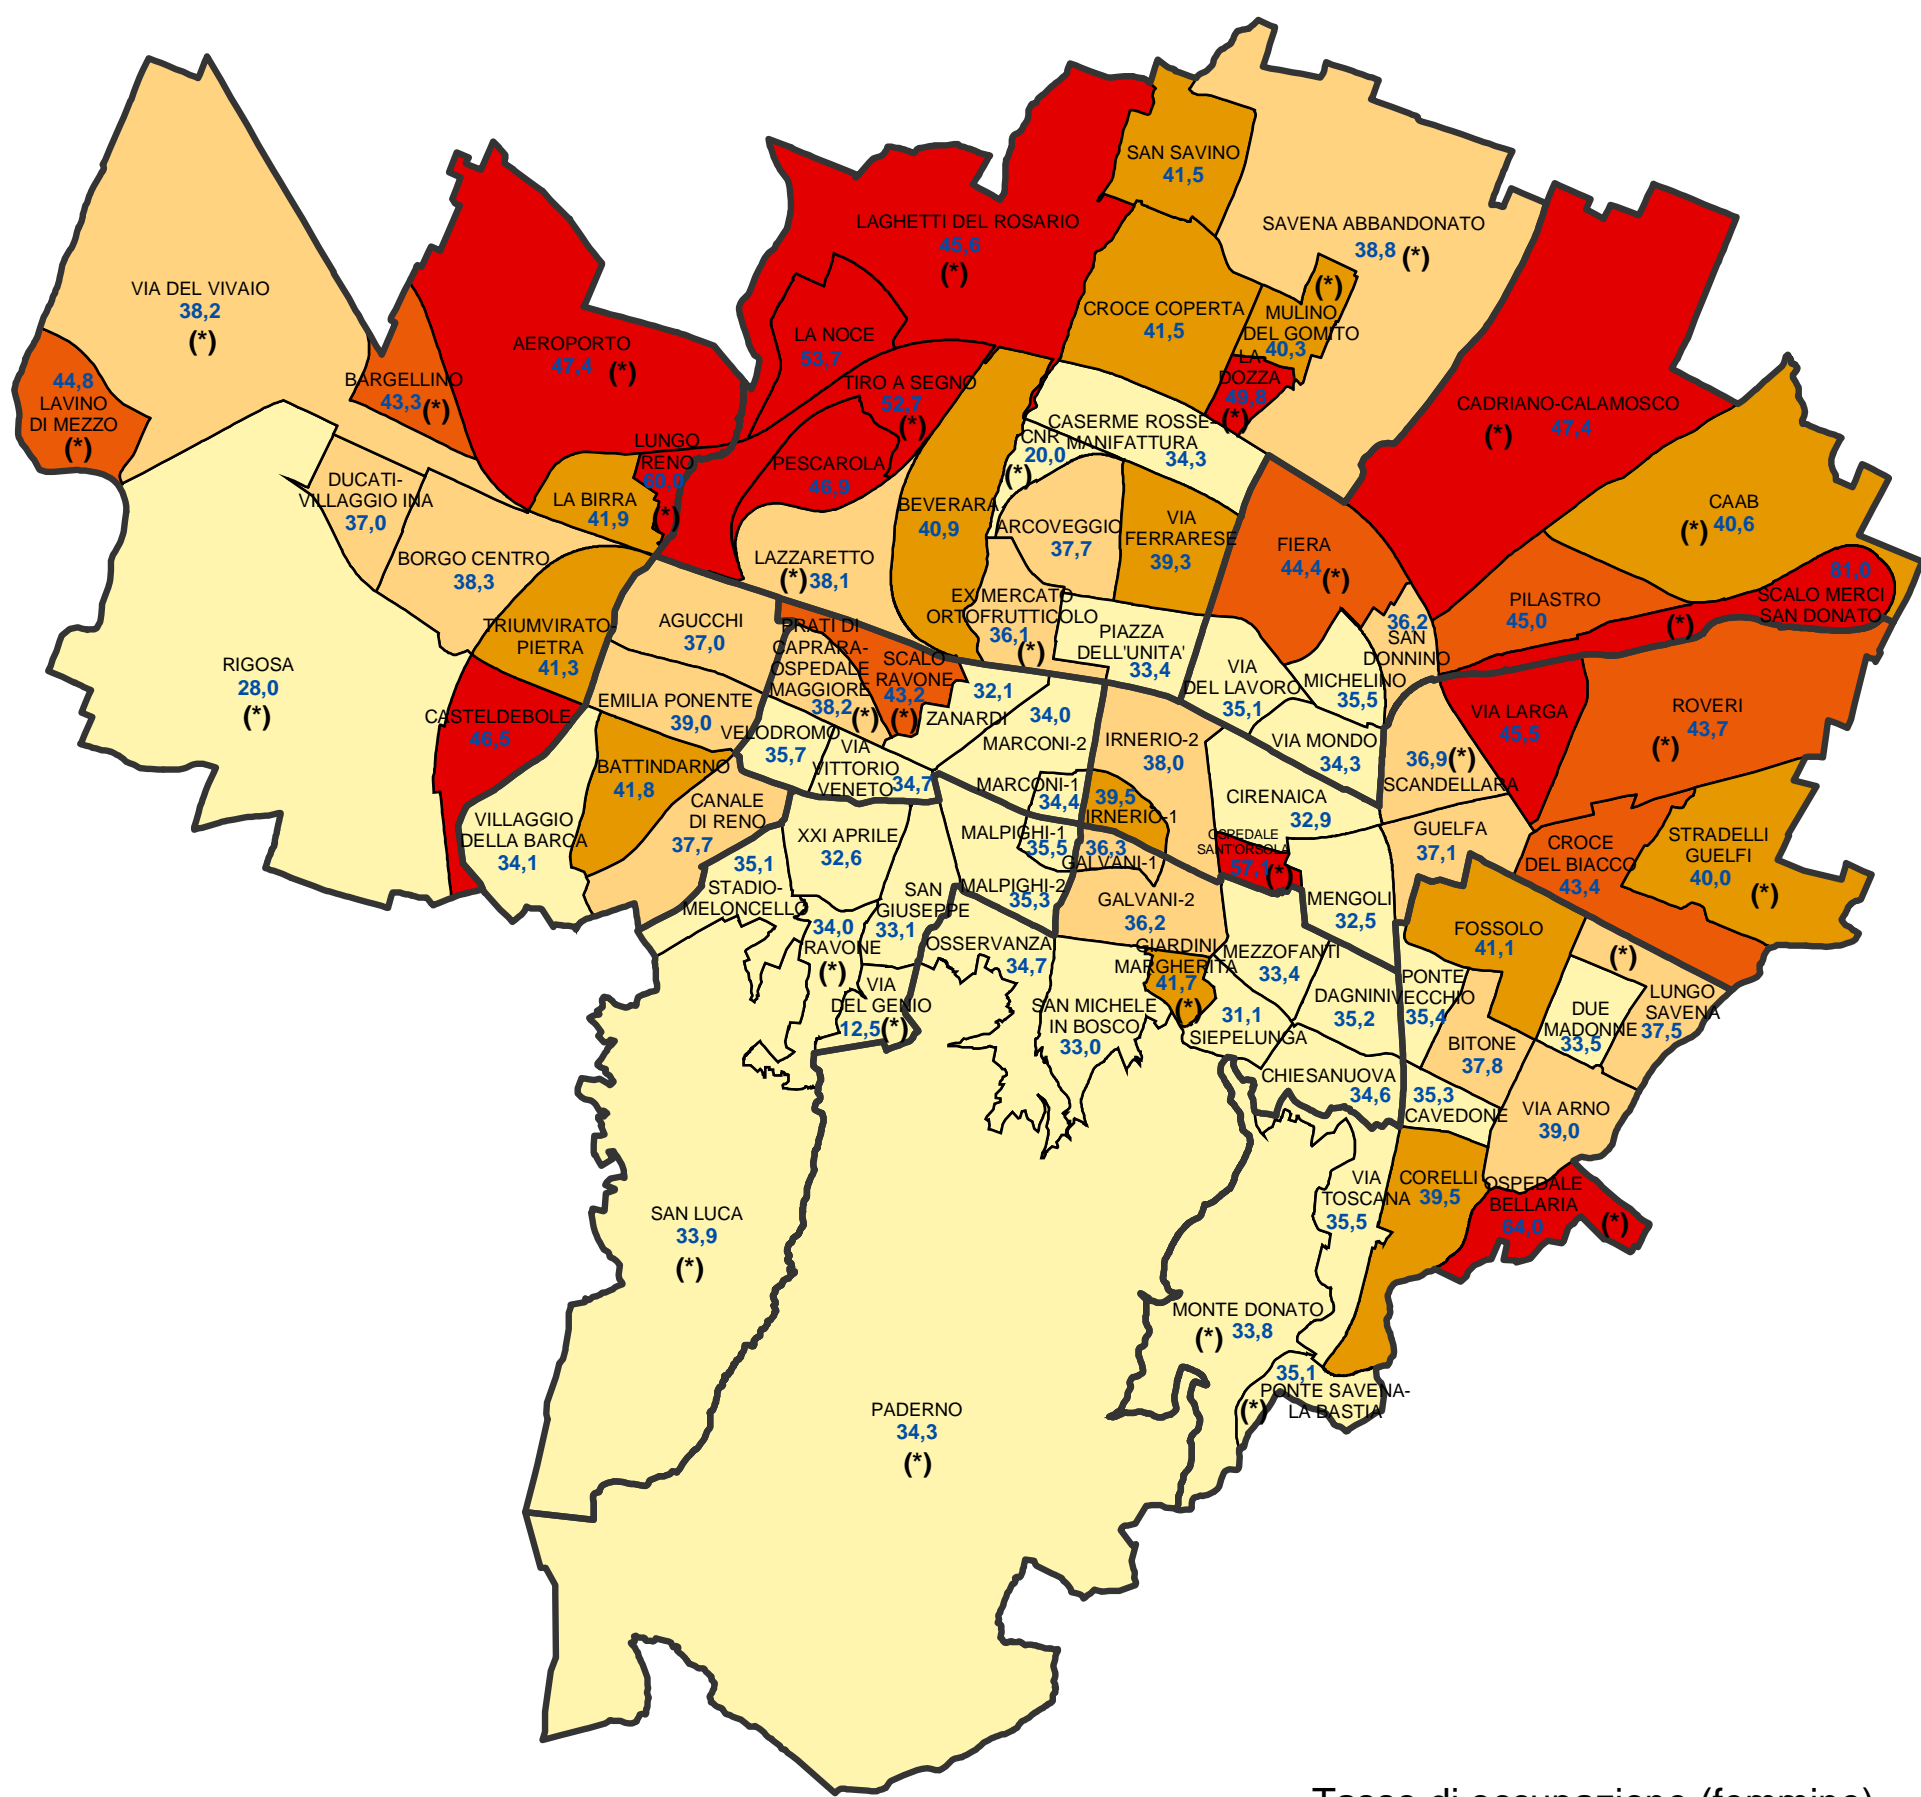 SAN SAVINO
41,5
LAGHETTI DEL ROSARIO
45,6
(*)
SAVENA ABBANDONATO
38,8 (*)
VIA DEL VIVAIO
38,2
(*)
AEROPORTO
47,4 (*)
LA NOCE
53,7
CROCE COPERTA
41,5
(*)
MULINO
DEL GOMITO
40,3
LA
DOZZA
49,8
(*)
44,8
LAVINO
DI MEZZO
(*)
BARGELLINO
43,3(*)
TIRO A SEGNO
52,7
(*)
CADRIANO-CALAMOSCO
47,4
(*)
CASERME ROSSE-
MANIFATTURA
34,3
CNR
20,0
(*)
LUNGO
RENO
60,0
(*)
PESCAROLA
46,9
DUCATI-
VILLAGGIO INA
37,0
LA BIRRA
41,9
BEVERARA
40,9
ARCOVEGGIO
37,7
VIA
FERRARESE
39,3
CAAB
(*) 40,6
BORGO CENTRO
38,3
LAZZARETTO
(*)38,1
FIERA
44,4(*)
81,0
SCALO MERCI
SAN DONATO
(*)
PILASTRO
45,0
EX MERCATO
ORTOFRUTTICOLO
36,1
(*)
TRIUMVIRATO-
PIETRA
41,3
AGUCCHI
37,0
PRATI DI
CAPRARA-
OSPEDALE
MAGGIORE
38,2(*)
SCALO
RAVONE
43,2
(*)
PIAZZA
DELL'UNITA'
33,4
36,2
SAN
DONNINO
RIGOSA
28,0
(*)
VIA
DEL LAVORO
35,1
MICHELINO
35,5
EMILIA PONENTE
39,0
32,1
ZANARDI
34,0
MARCONI-2
CASTELDEBOLE
46,5
VIA LARGA
45,5
ROVERI
43,7
(*)
VELODROMO
35,7
VIA
VITTORIO
VENETO
34,7
IRNERIO-2
38,0
VIA MONDO
34,3
36,9(*)
SCANDELLARA
BATTINDARNO
41,8
MARCONI-1
34,4
39,5
IRNERIO-1
CIRENAICA
32,9
CANALE
DI RENO
37,7
VILLAGGIO
DELLA BARCA
34,1
XXI APRILE
32,6
MALPIGHI-1
35,5
36,3
GALVANI-1
OSPEDALE
SANT'ORSOLA
57,1(*)
GUELFA
37,1
CROCE
DEL BIACCO
43,4
STRADELLI
GUELFI
40,0
(*)
35,1
STADIO-
MELONCELLO
SAN
GIUSEPPE
33,1
MALPIGHI-2
35,3
GALVANI-2
36,2
MENGOLI
32,5
34,0
RAVONE
(*)
OSSERVANZA
34,7
GIARDINI
MARGHERITA
41,7
(*)
MEZZOFANTI
33,4
FOSSOLO
41,1
(*)
LUNGO
SAVENA
37,5
VIA
DEL GENIO
12,5(*)
SAN MICHELE
IN BOSCO
33,0
31,1
SIEPELUNGA
DAGNINI
35,2
PONTE
VECCHIO
35,4
DUE
MADONNE
33,5
BITONE
37,8
CHIESANUOVA
34,6
35,3
CAVEDONE
VIA ARNO
39,0
VIA
TOSCANA
35,5
CORELLI
39,5
OSPEDALE
BELLARIA
64,0
(*)
SAN LUCA
33,9
(*)
MONTE DONATO
(*) 33,8
35,1
PONTE SAVENA-
LA BASTIA
(*)
PADERNO
34,3
(*)
Tasso di occupazione (femmine)